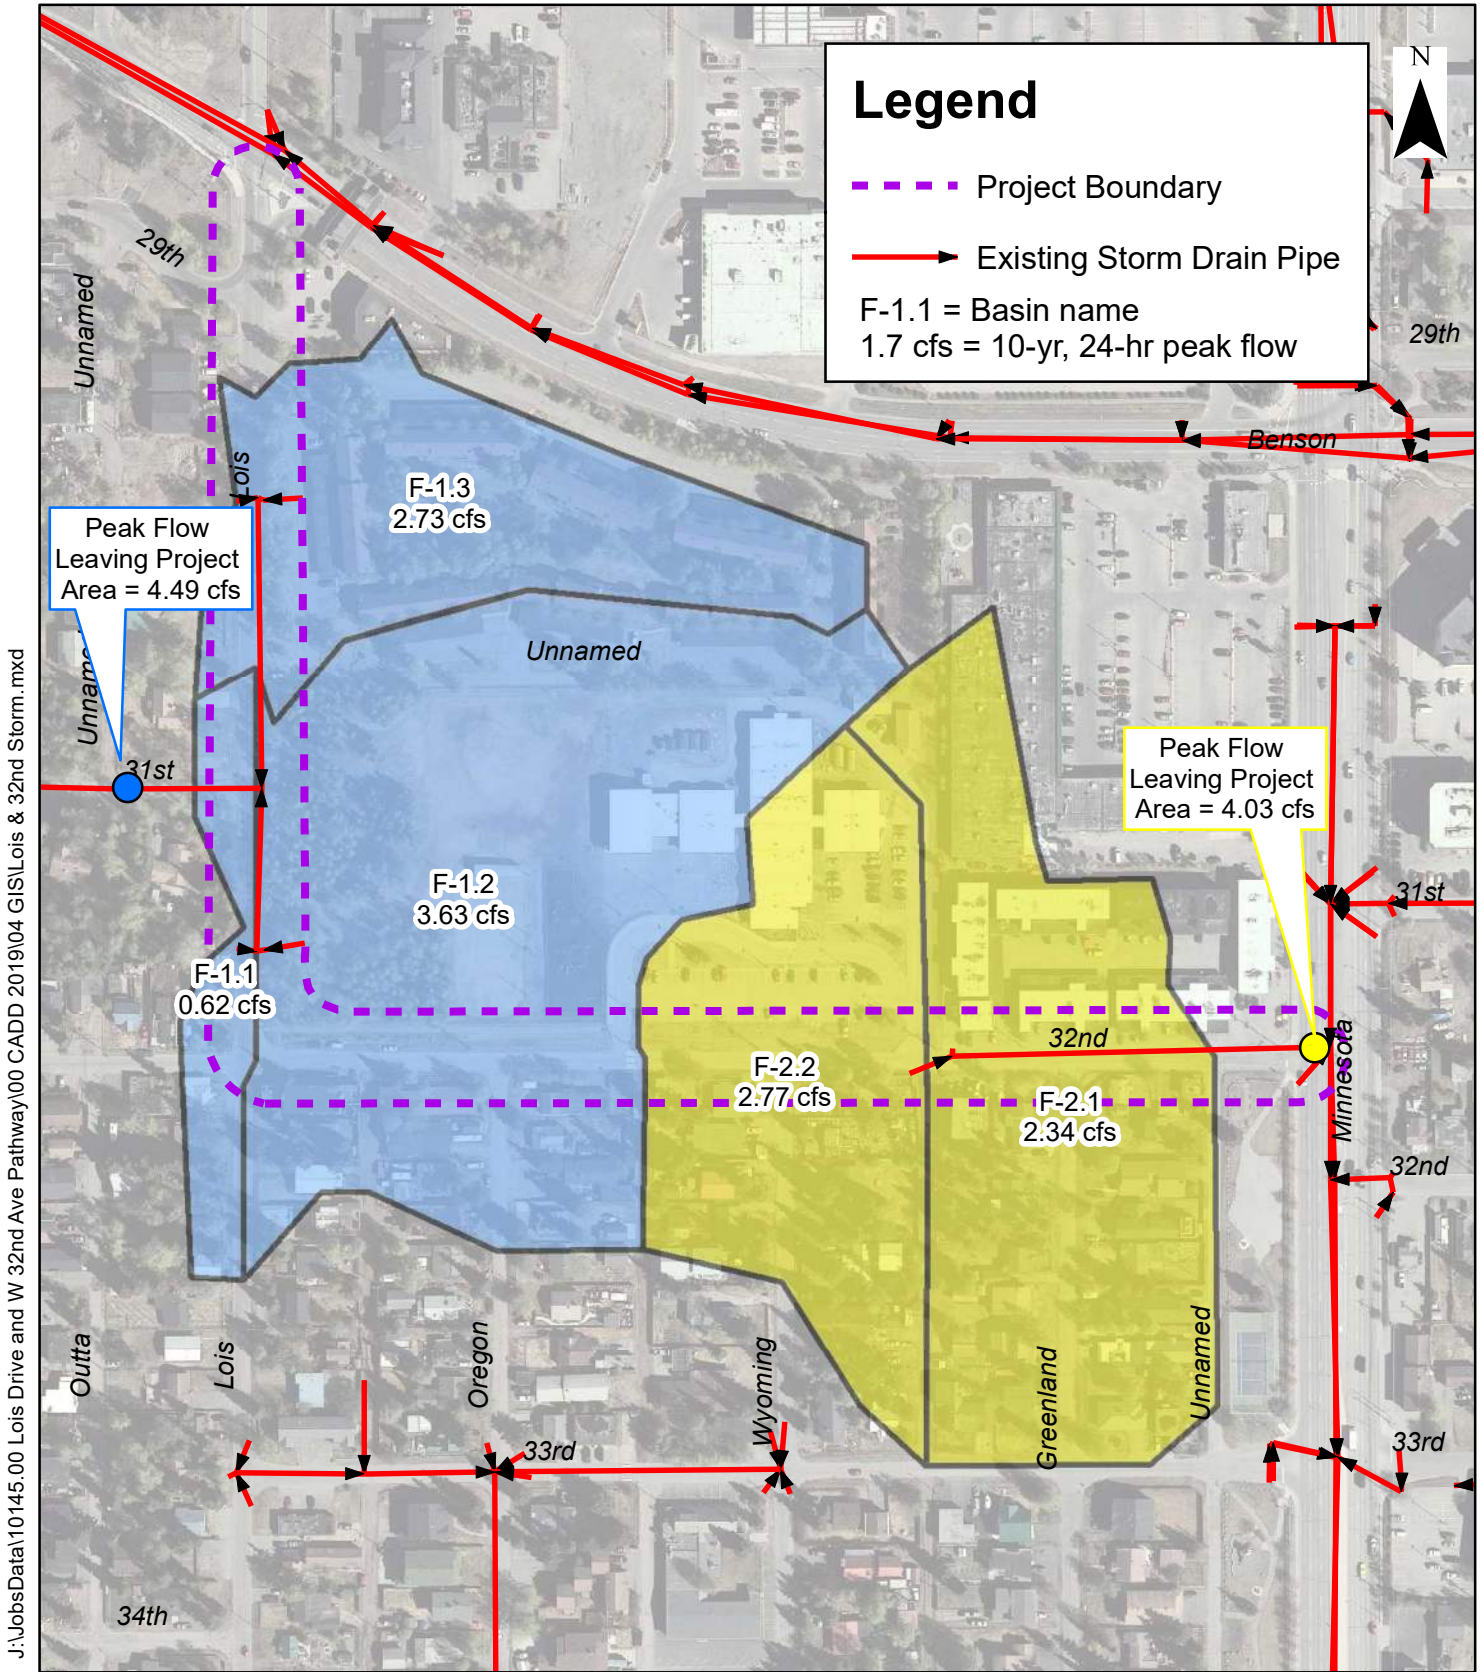 N
Legend
Project Boundary
Existing Storm Drain Pipe
F-1.1 = Basin name
1.7 cfs = 10-yr, 24-hr peak flow
29th
Unnamed
29th
Benson
Lois
F-1.3
2.73 cfs
Peak Flow
Leaving Project
Area = 4.49 cfs
Unnamed
Unnamed
31st
Peak Flow
Leaving Project
Area = 4.03 cfs
F-1.2
3.63 cfs
31st
F-1.1
0.62 cfs
32nd
Minnesota
F-2.2
2.77 cfs
F-2.1
2.34 cfs
32nd
Outta
Lois
Oregon
Wyoming
Greenland
Unnamed
33rd
33rd
34th
J:\JobsData\10145.00 Lois Drive and W 32nd Ave Pathway\00 CADD 2019\04 GIS\Lois & 32nd Storm.mxd